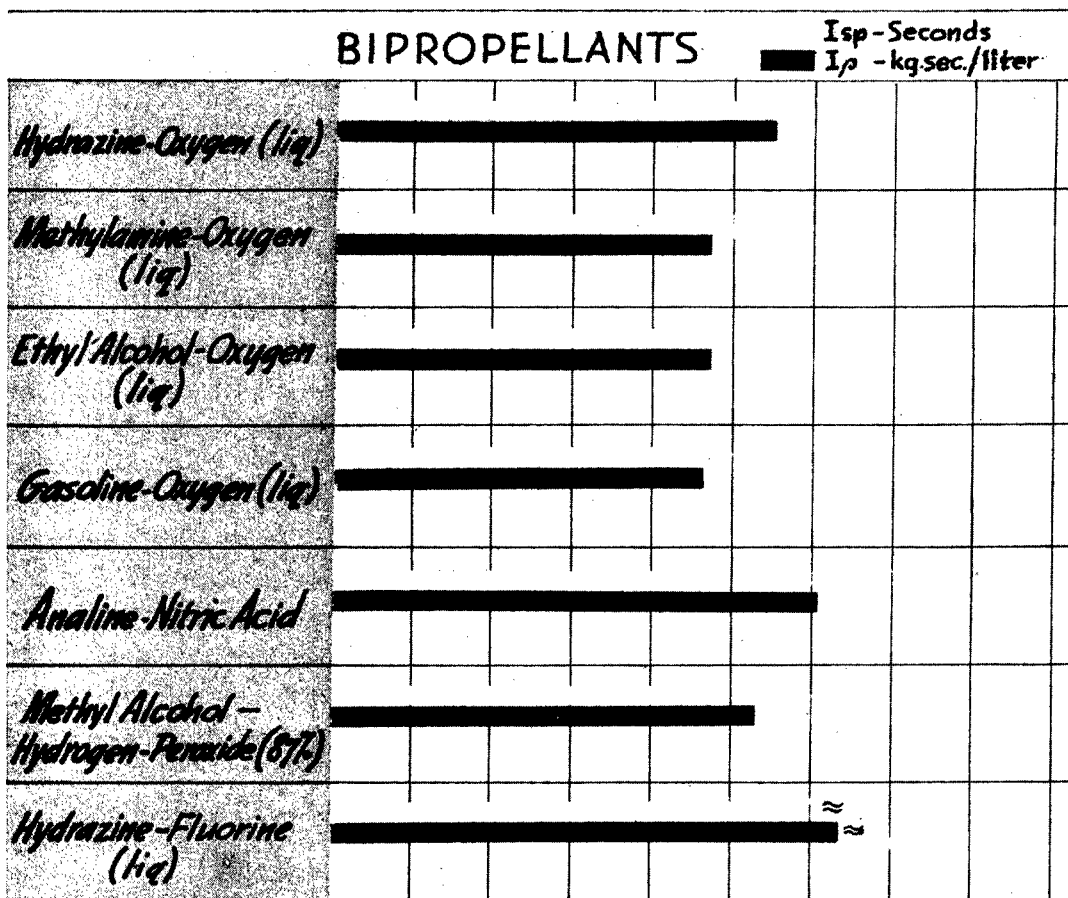 BIPROPELLANTS
Isp-Seconds
Iρ -kg.sec./liter
Hydrazine-Oxygen (liq)
Methylamine-Oxygen
(liq)
Ethyl Alcohol-Oxygen
(liq)
Gasoline-Oxygen (liq)
Analine-Nitric Acid
Methyl Alcohol —
Hydrogen-Peroxide (87%)
≈
≈
Hydrazine-Fluorine
(liq)